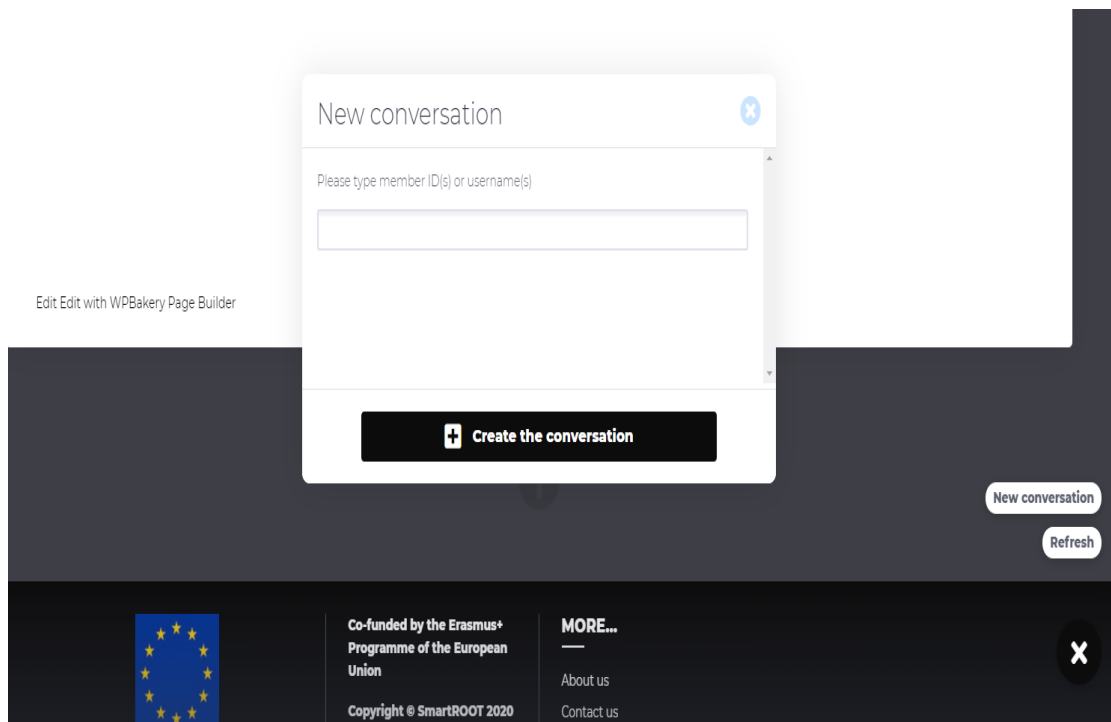 New conversation
Please type member ID(s) or username(s)
Edit Edit with WPBakery Page Builder
Create the conversation
New conversation
Refresh
Co-funded by the Erasmus+
Programme of the European
Union
Copyright © SmartROOT 2020
MORE...
About us
Contact us